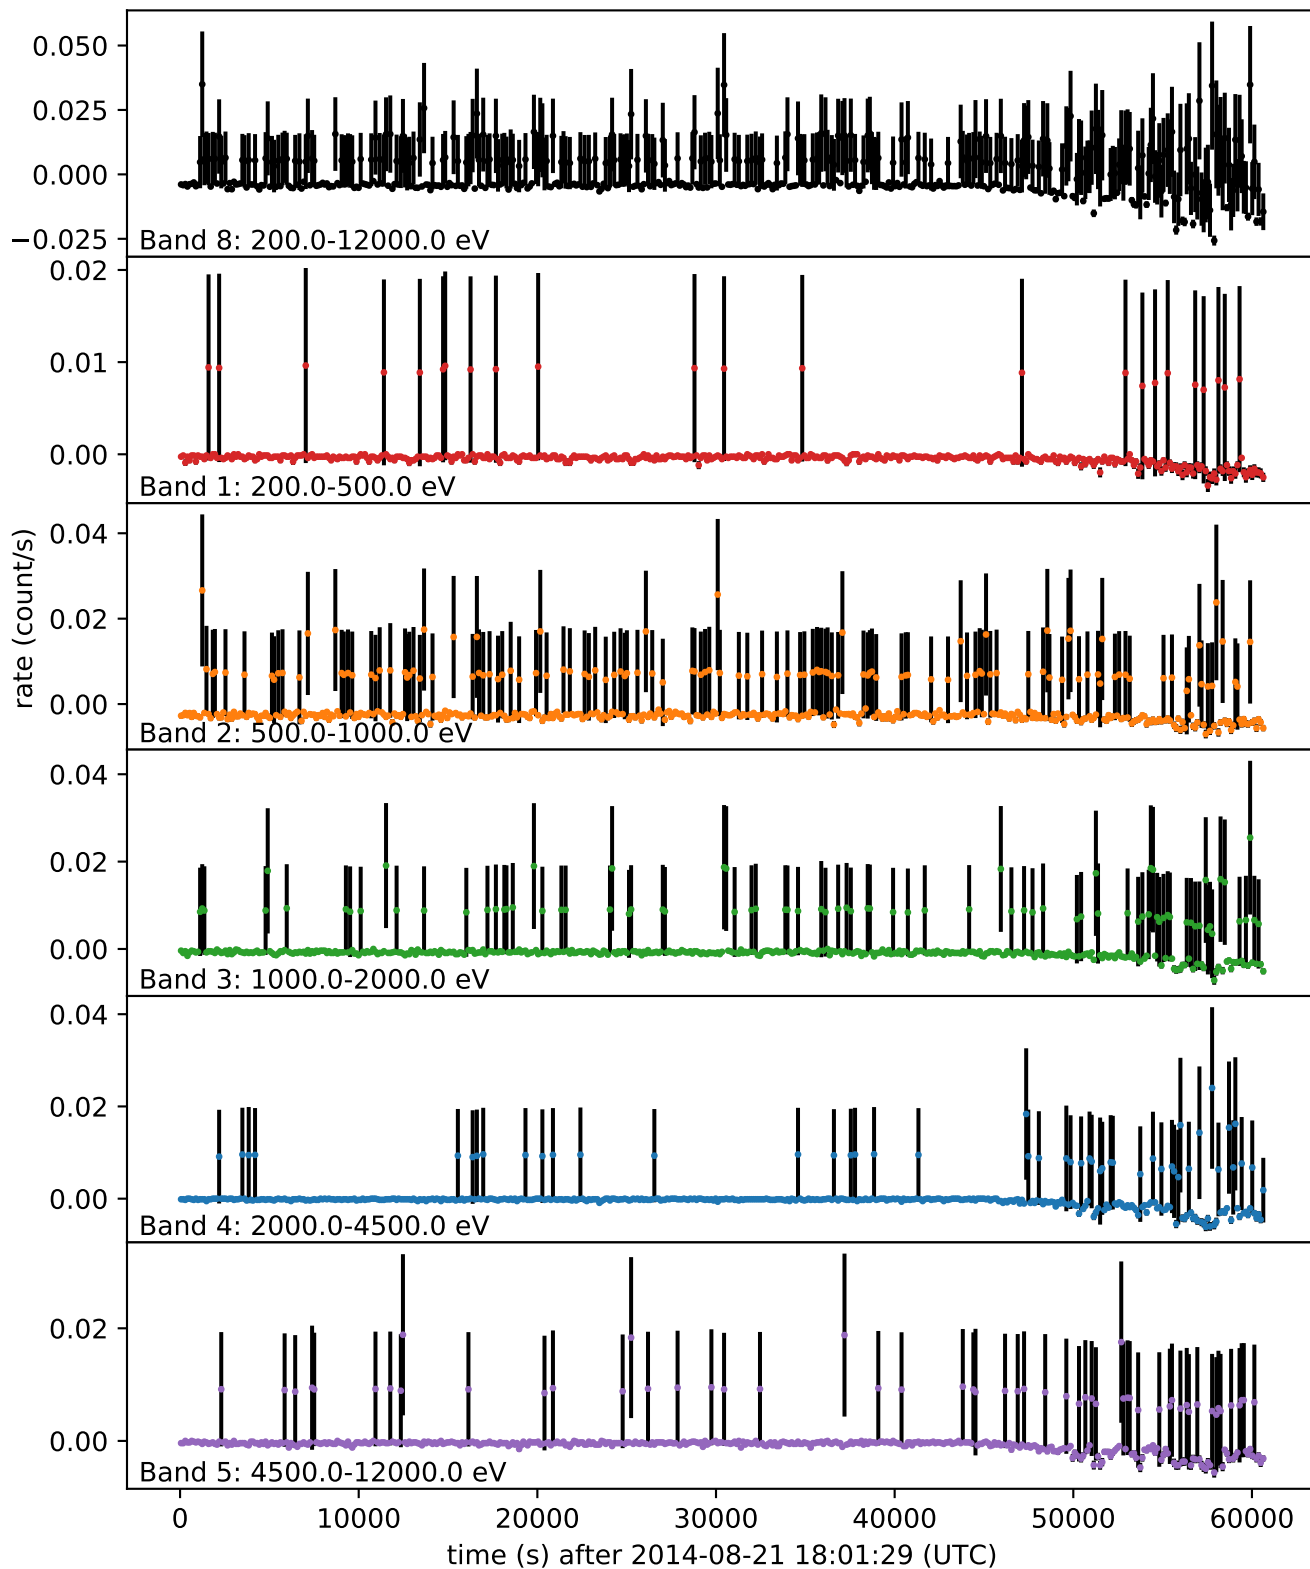 0.050
0.025
0.000
−0.025
Band 8: 200.0-12000.0 eV
0.02
0.01
0.00
Band 1: 200.0-500.0 eV
rate (count/s)
0.04
0.02
0.00
Band 2: 500.0-1000.0 eV
0.04
0.02
0.00
Band 3: 1000.0-2000.0 eV
0.04
0.02
0.00
Band 4: 2000.0-4500.0 eV
0.02
0.00
Band 5: 4500.0-12000.0 eV
0 10000 20000 30000 40000 50000 60000
time (s) after 2014-08-21 18:01:29 (UTC)